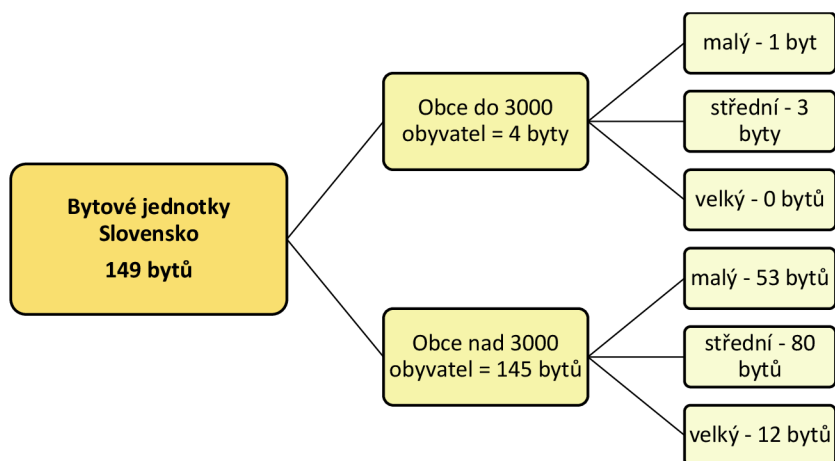 Bytové jednotky
Slovensko
149 bytů
Obce do 3000
obyvatel = 4 byty
malý - 1 byt
střední - 3
byty
velký - 0 bytů
Obce nad 3000
obyvatel = 145 bytů
malý - 53 bytů
střední - 80
bytů
velký - 12 bytů